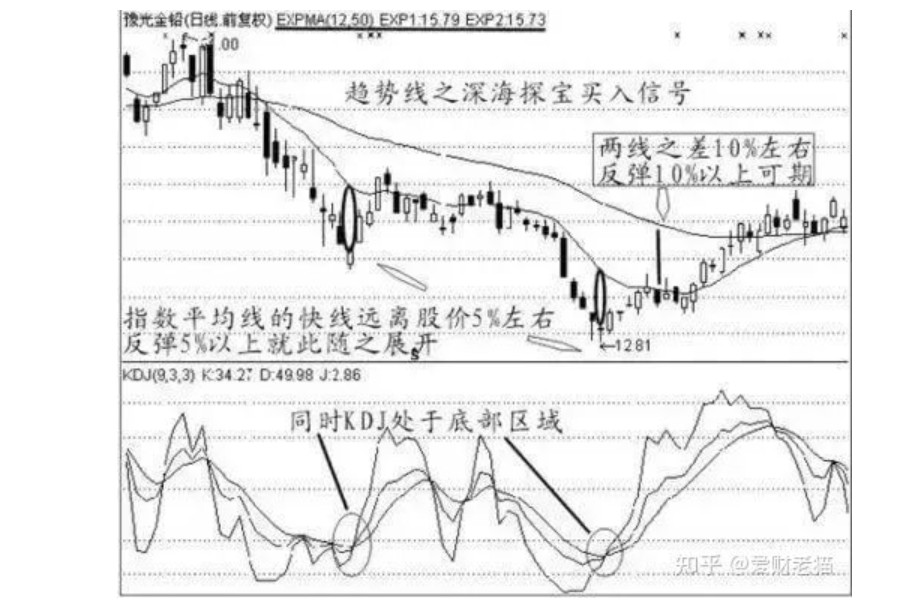 豫光金铅(日线.前复权) EXPMA(12,50) EXP1:15.79 EXP2:15.73
.00
趋势线之深海探宝买入信号
两线之差10%左右
反弹10%以上可期
指数平均线的快线远离股价5%左右
反弹5%以上就此随之展开
S
←1281
KDJ(9,3,3) K:34.27 D:49.98 J:2.86
同时KDJ处于底部区域
知乎 @爱财老猫